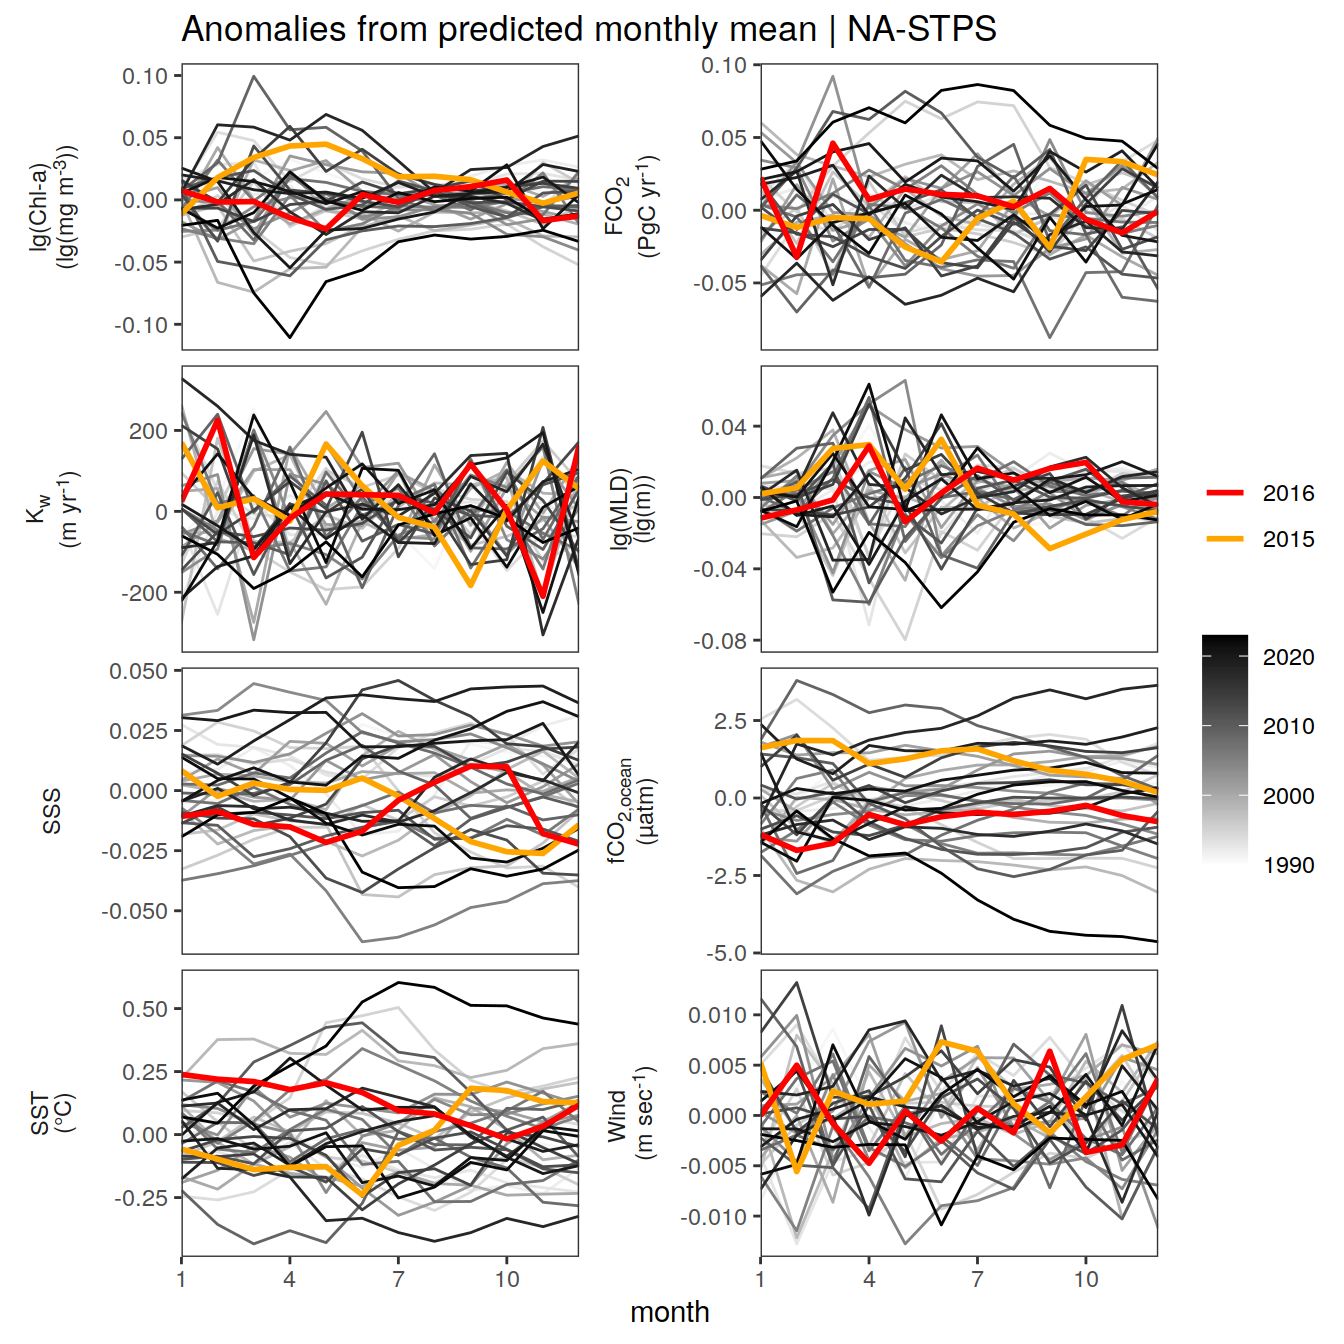 Anomalies from predicted monthly mean | NA-STPS
lg(Chl-a)
(lg(mg m⁻³))
0.10
0.05
0.00
-0.05
-0.10
FCO₂
(PgC yr⁻¹)
0.10
0.05
0.00
-0.05
K_w
(m yr⁻¹)
200
0
-200
lg(MLD)
(lg(m))
0.04
0.00
-0.04
-0.08
SSS
0.050
0.025
0.000
-0.025
-0.050
fCO₂,ocean
(µatm)
2.5
0.0
-2.5
-5.0
SST
(°C)
0.50
0.25
0.00
-0.25
1
4
7
10
Wind
(m sec⁻¹)
0.010
0.005
0.000
-0.005
-0.010
1
4
7
10
month
2016
2015
2020
2010
2000
1990